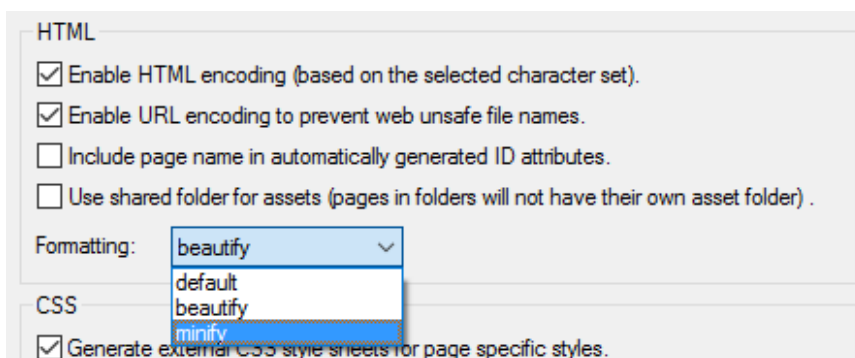 HTML
Enable HTML encoding (based on the selected character set).
Enable URL encoding to prevent web unsafe file names.
Include page name in automatically generated ID attributes.
Use shared folder for assets (pages in folders will not have their own asset folder) .
Formatting: beautify
default
beautify
minify
CSS
Generate external CSS style sheets for page specific styles.